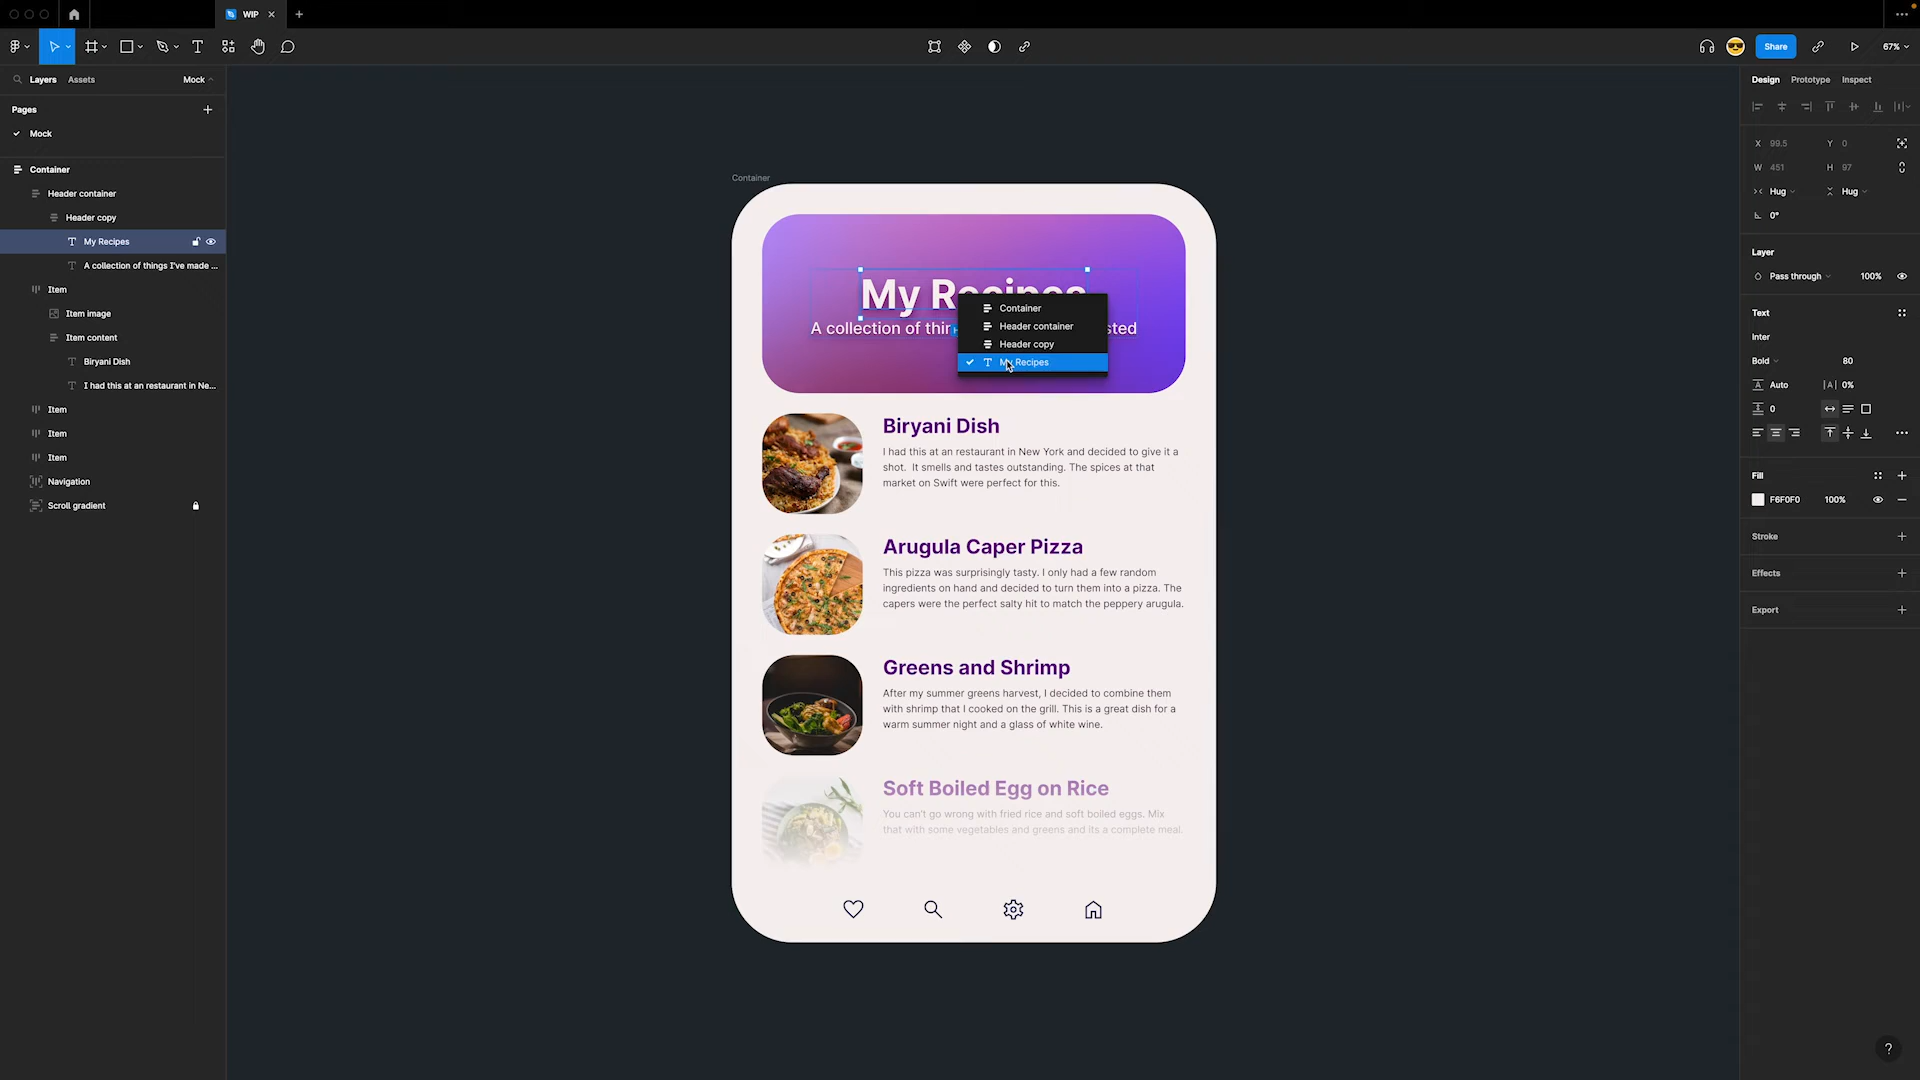 WIP
Share
67%
Layers
Assets
Mock
Pages
Mock
Container
Header container
Header copy
My Recipes
A collection of things I've made ...
Item
Item image
Item content
Biryani Dish
I had this at an restaurant in Ne...
Item
Item
Item
Navigation
Scroll gradient
Container
My Recipes
A collection of thin
sted
Container
Header container
Header copy
My Recipes
Biryani Dish
I had this at an restaurant in New York and decided to give it a
shot. It smells and tastes outstanding. The spices at that
market on Swift were perfect for this.
Arugula Caper Pizza
This pizza was surprisingly tasty. I only had a few random
ingredients on hand and decided to turn them into a pizza. The
capers were the perfect salty hit to match the peppery arugula.
Greens and Shrimp
After my summer greens harvest, I decided to combine them
with shrimp that I cooked on the grill. This is a great dish for a
warm summer night and a glass of white wine.
Soft Boiled Egg on Rice
You can't go wrong with fried rice and soft boiled eggs. Mix
that with some vegetables and greens and its a complete meal.
Design
Prototype
Inspect
X 99.5
Y 0
W 451
H 97
Hug
Hug
0°
Layer
Pass through
100%
Text
Inter
Bold
80
Auto
|A| 0%
0
Fill
F6F0F0
100%
Stroke
Effects
Export
?